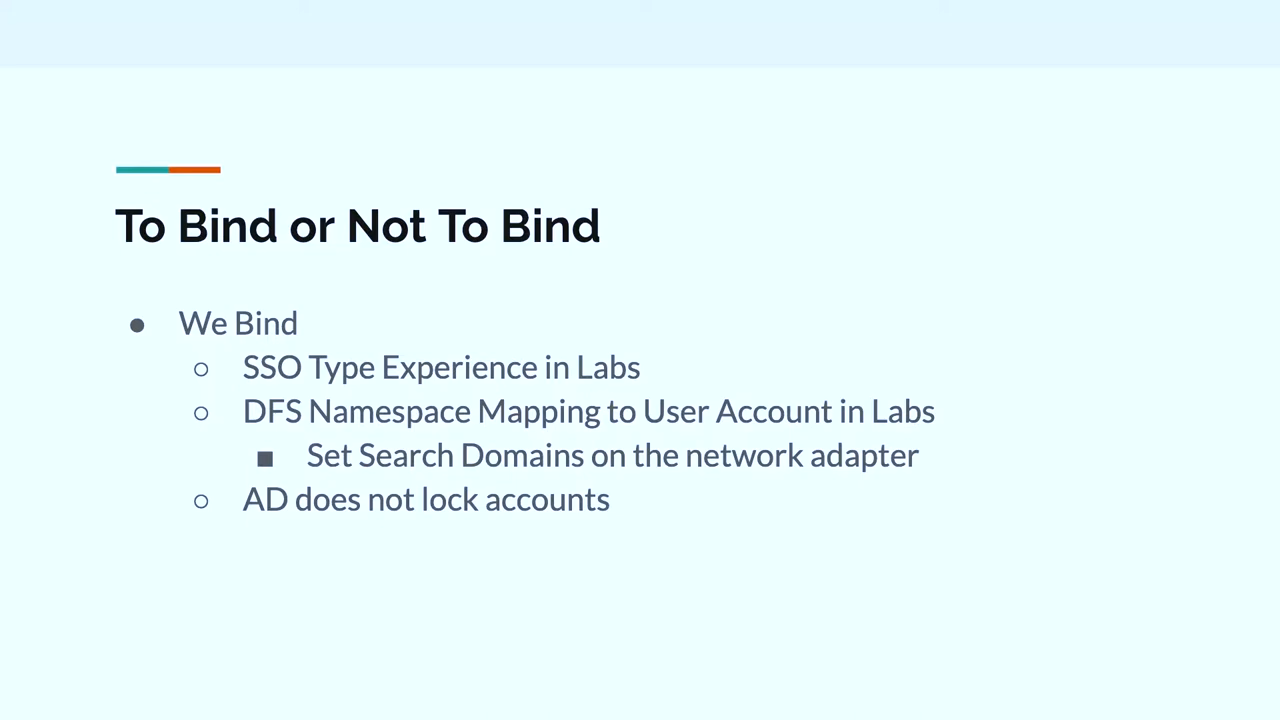 To Bind or Not To Bind
● We Bind
○ SSO Type Experience in Labs
○ DFS Namespace Mapping to User Account in Labs
■ Set Search Domains on the network adapter
○ AD does not lock accounts